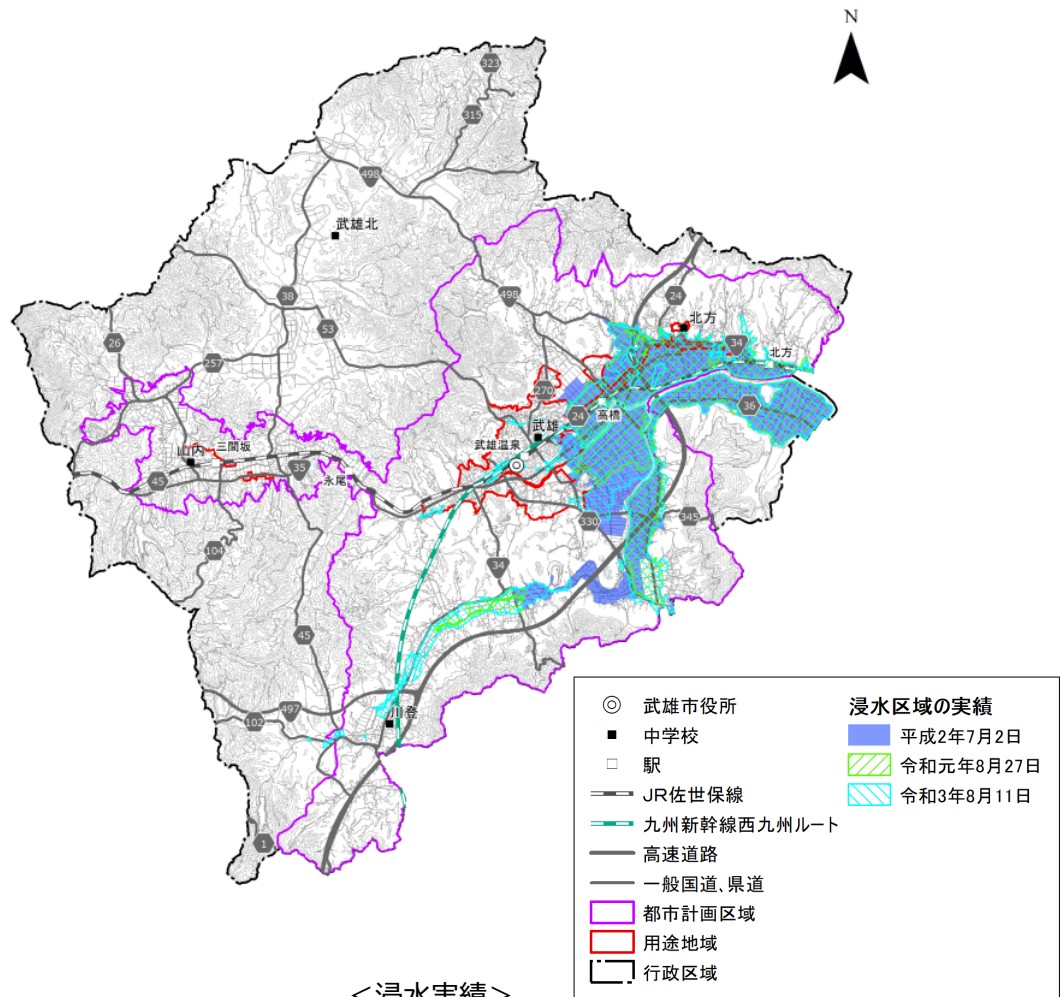 N
323
315
498
武雄北
498
24
38
北方
53
34
26
北方
257
270
36
24
高橋
武雄
武雄温泉
三間坂
山内
35
永尾
45
330
345
104
34
45
497
102
川登
1
武雄市役所
中学校
駅
JR佐世保線
九州新幹線西九州ルート
高速道路
一般国道、県道
都市計画区域
用途地域
行政区域
浸水区域の実績
平成2年7月2日
令和元年8月27日
令和3年8月11日
<浸水実績>